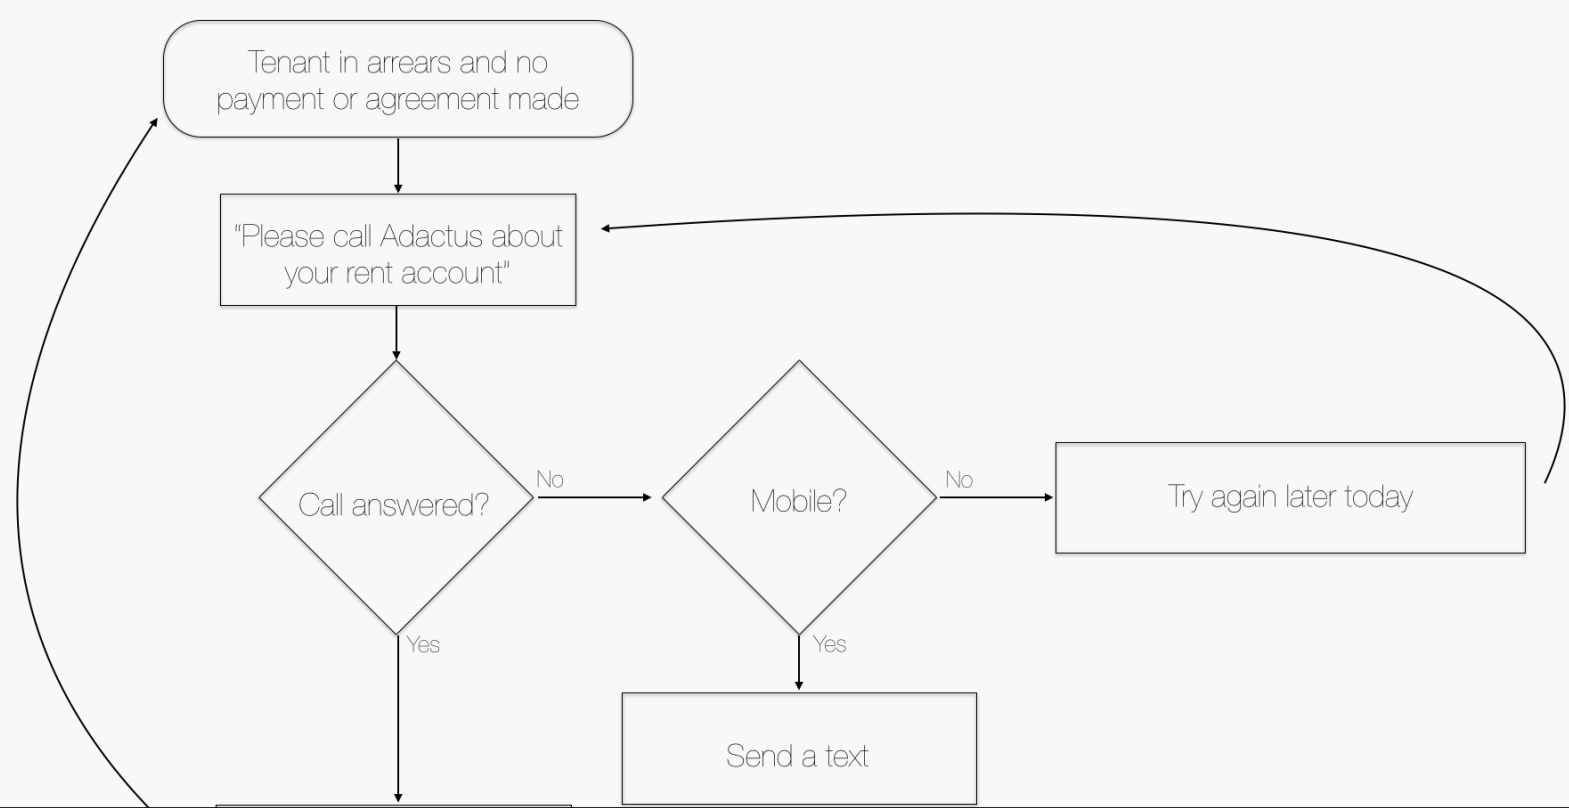 Tenant in arrears and no
payment or agreement made
“Please call Adactus about
your rent account”
Call answered?
No
Mobile?
No
Try again later today
Yes
Yes
Send a text